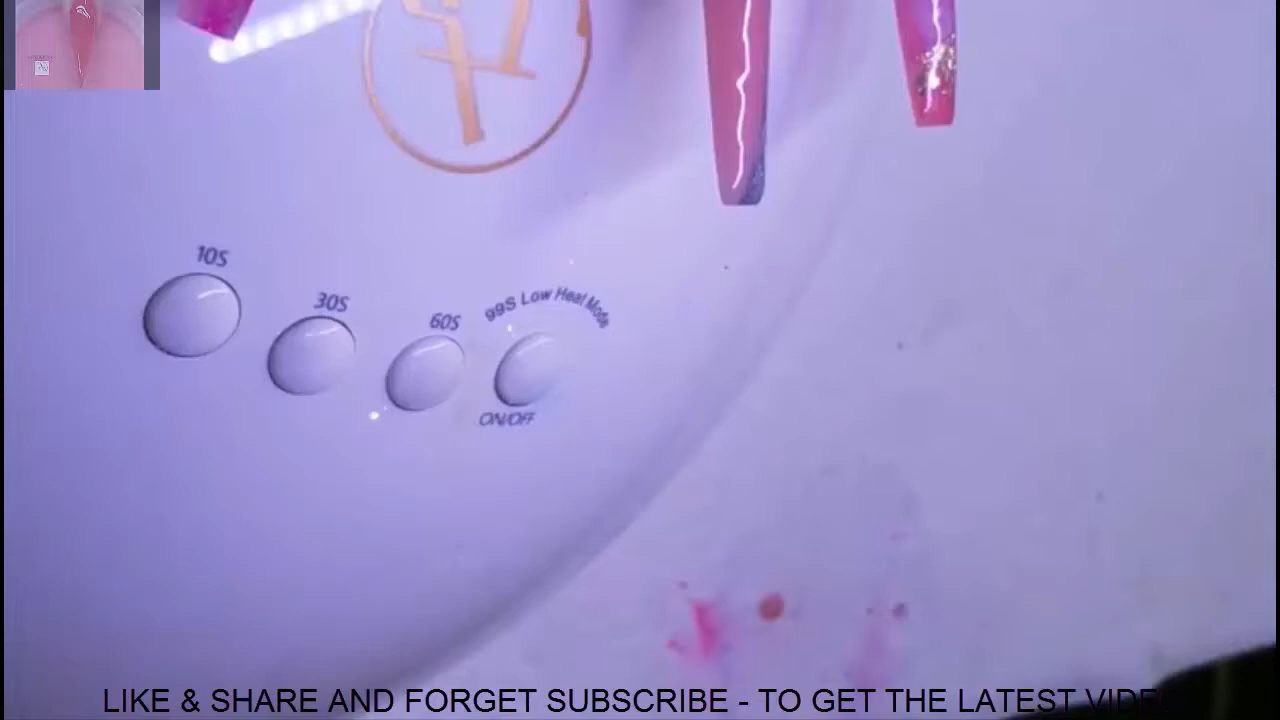 10S
30S
60S
99S Low Heat Mode
ON/OFF
LIKE & SHARE AND FORGET SUBSCRIBE - TO GET THE LATEST